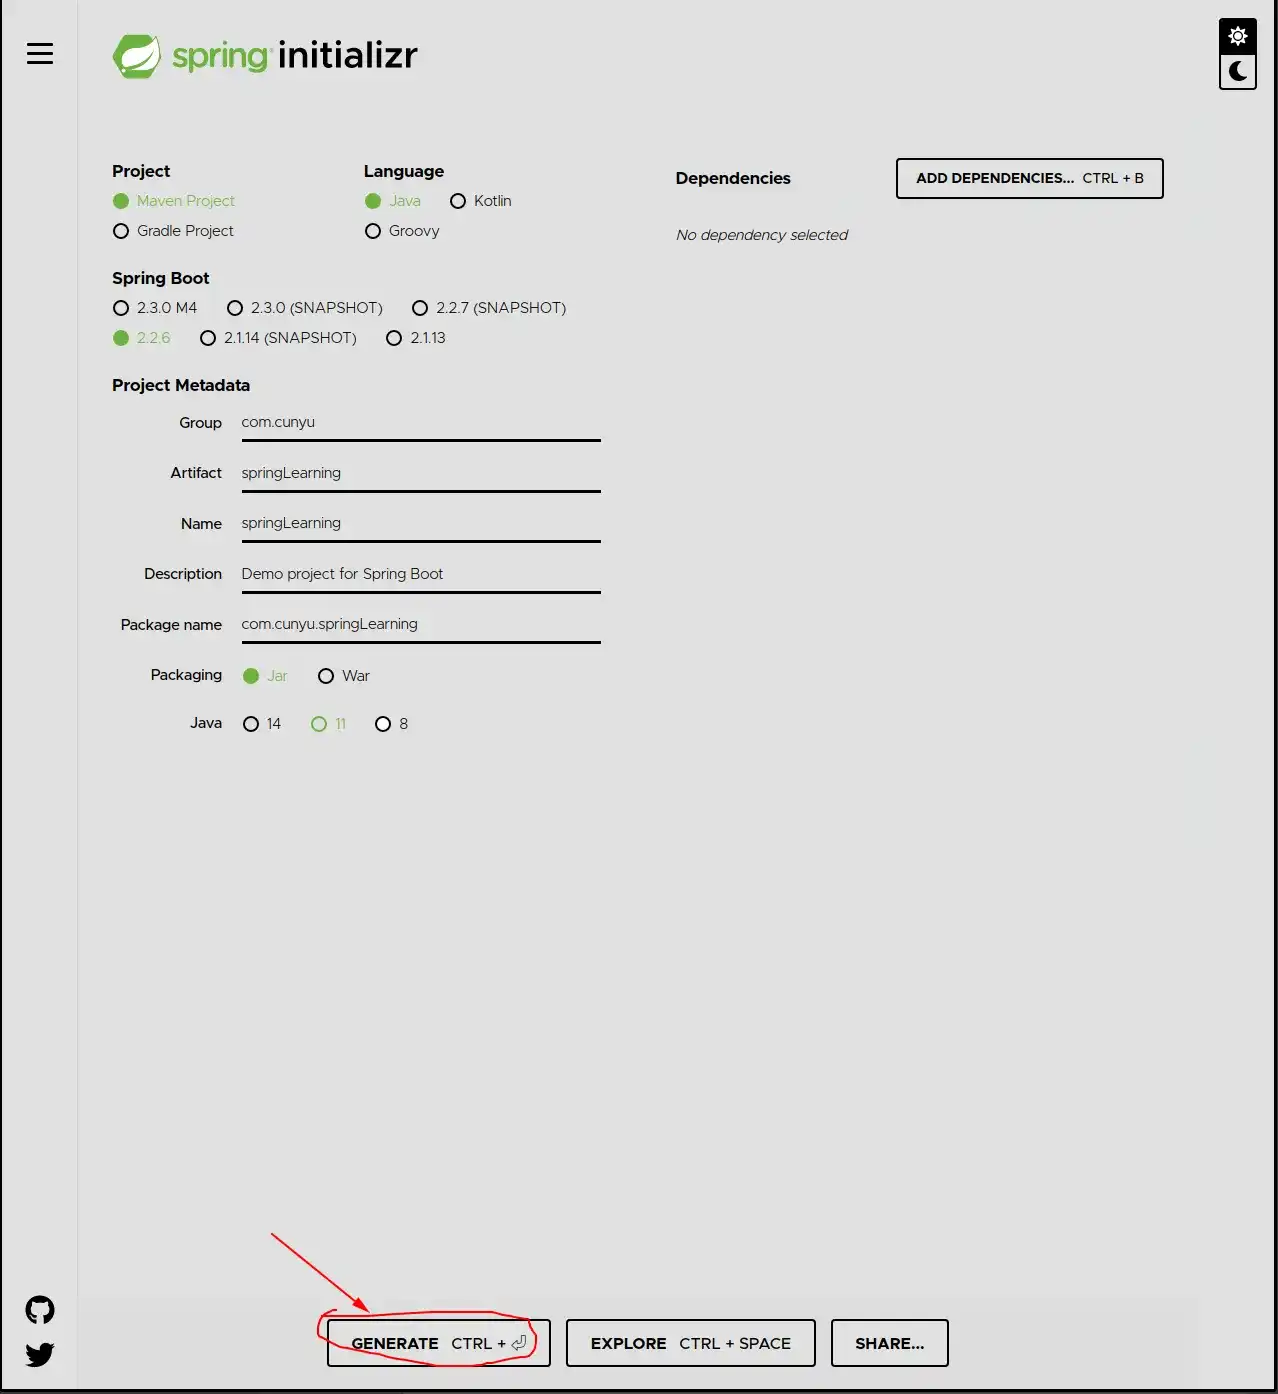 spring initializr
Project
Maven Project
Gradle Project
Language
Java Kotlin
Groovy
Spring Boot
2.3.0 M4 2.3.0 (SNAPSHOT) 2.2.7 (SNAPSHOT)
2.2.6 2.1.14 (SNAPSHOT) 2.1.13
Project Metadata
Group com.cunyu
Artifact springLearning
Name springLearning
Description Demo project for Spring Boot
Package name com.cunyu.springLearning
Packaging Jar War
Java 14 11 8
Dependencies ADD DEPENDENCIES... CTRL + B
No dependency selected
GENERATE CTRL + ⏎ EXPLORE CTRL + SPACE SHARE...